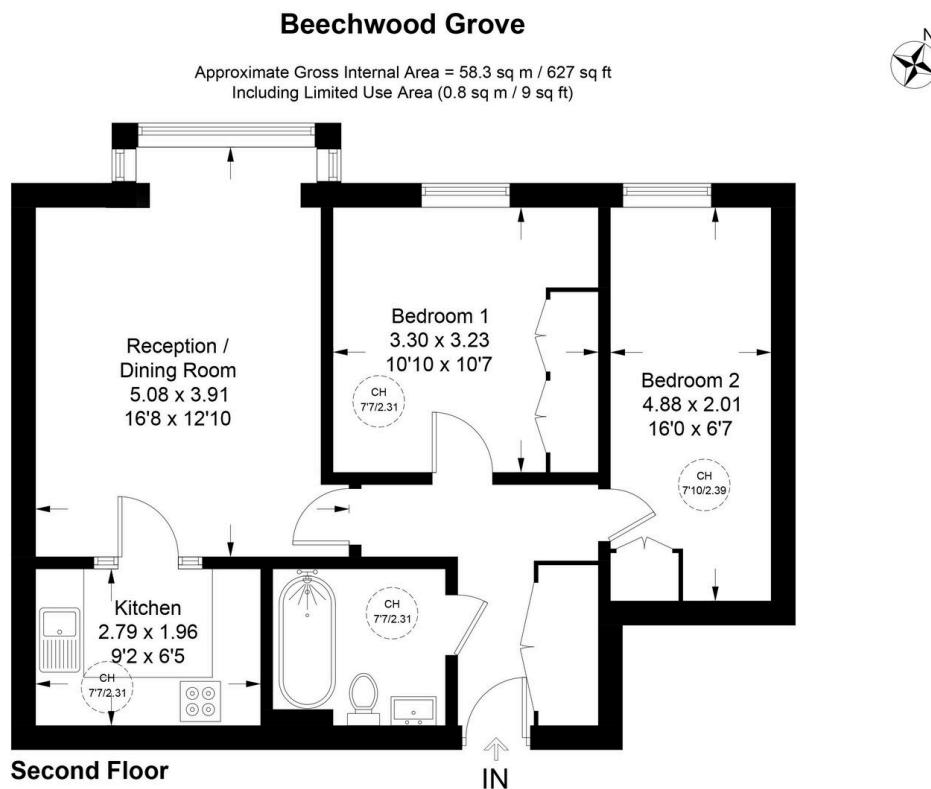 Beechwood Grove
N
Approximate Gross Internal Area = 58.3 sq m / 627 sq ft
Including Limited Use Area (0.8 sq m / 9 sq ft)
Reception /
Dining Room
5.08 x 3.91
16'8 x 12'10
Bedroom 1
3.30 x 3.23
10'10 x 10'7
CH
7'7/2.31
Bedroom 2
4.88 x 2.01
16'0 x 6'7
CH
7'10/2.39
Kitchen
2.79 x 1.96
9'2 x 6'5
CH
7'7/2.31
CH
7'7/2.31
Second Floor
IN